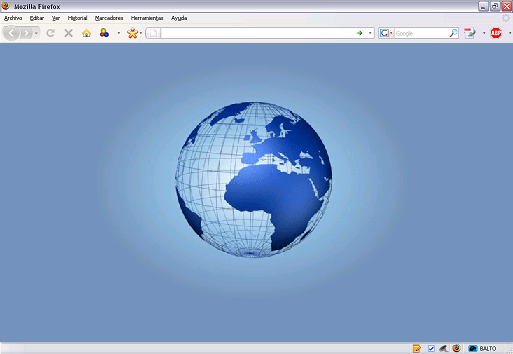 Mozilla Firefox
Archivo Editar Ver Historial Marcadores Herramientas Ayuda
Google ABP
BALTO